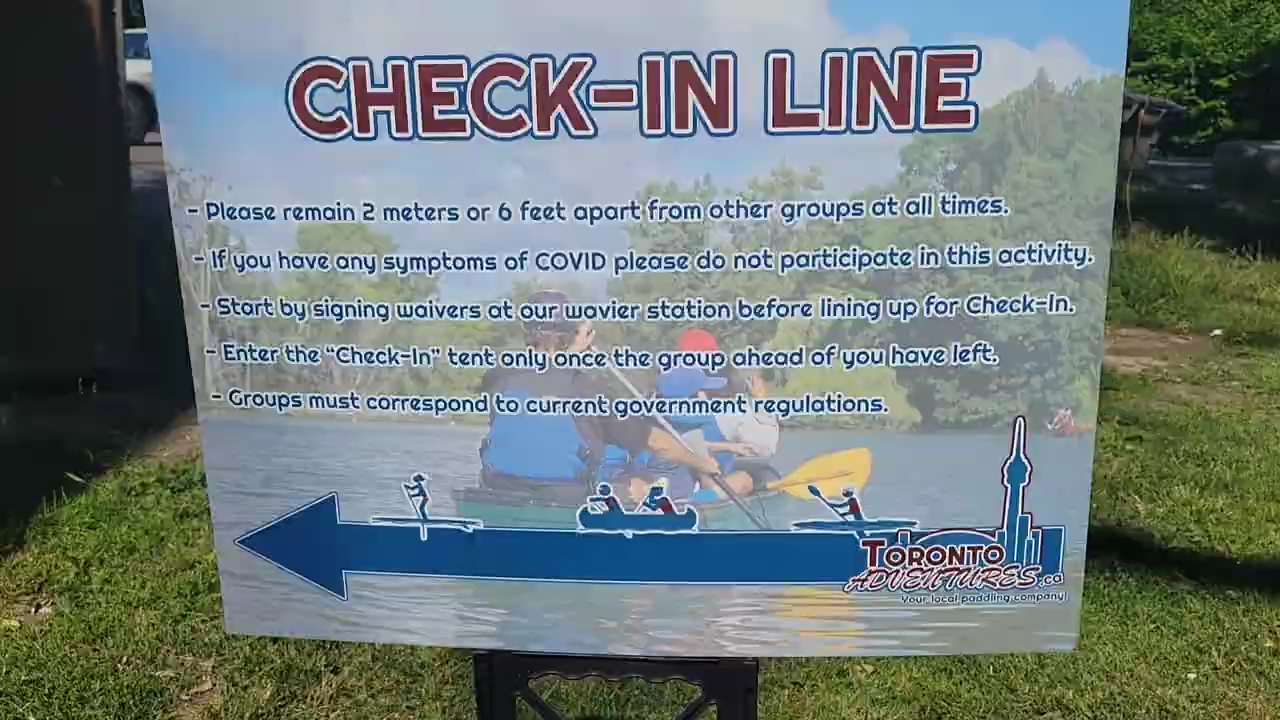 CHECK-IN LINE
- Please remain 2 meters or 6 feet apart from other groups at all times.
- If you have any symptoms of COVID please do not participate in this activity.
- Start by signing waivers at our wavier station before lining up for Check-In.
- Enter the “Check-In” tent only once the group ahead of you have left.
- Groups must correspond to current government regulations.
TORONTO
ADVENTURES.ca
Your local paddling company!